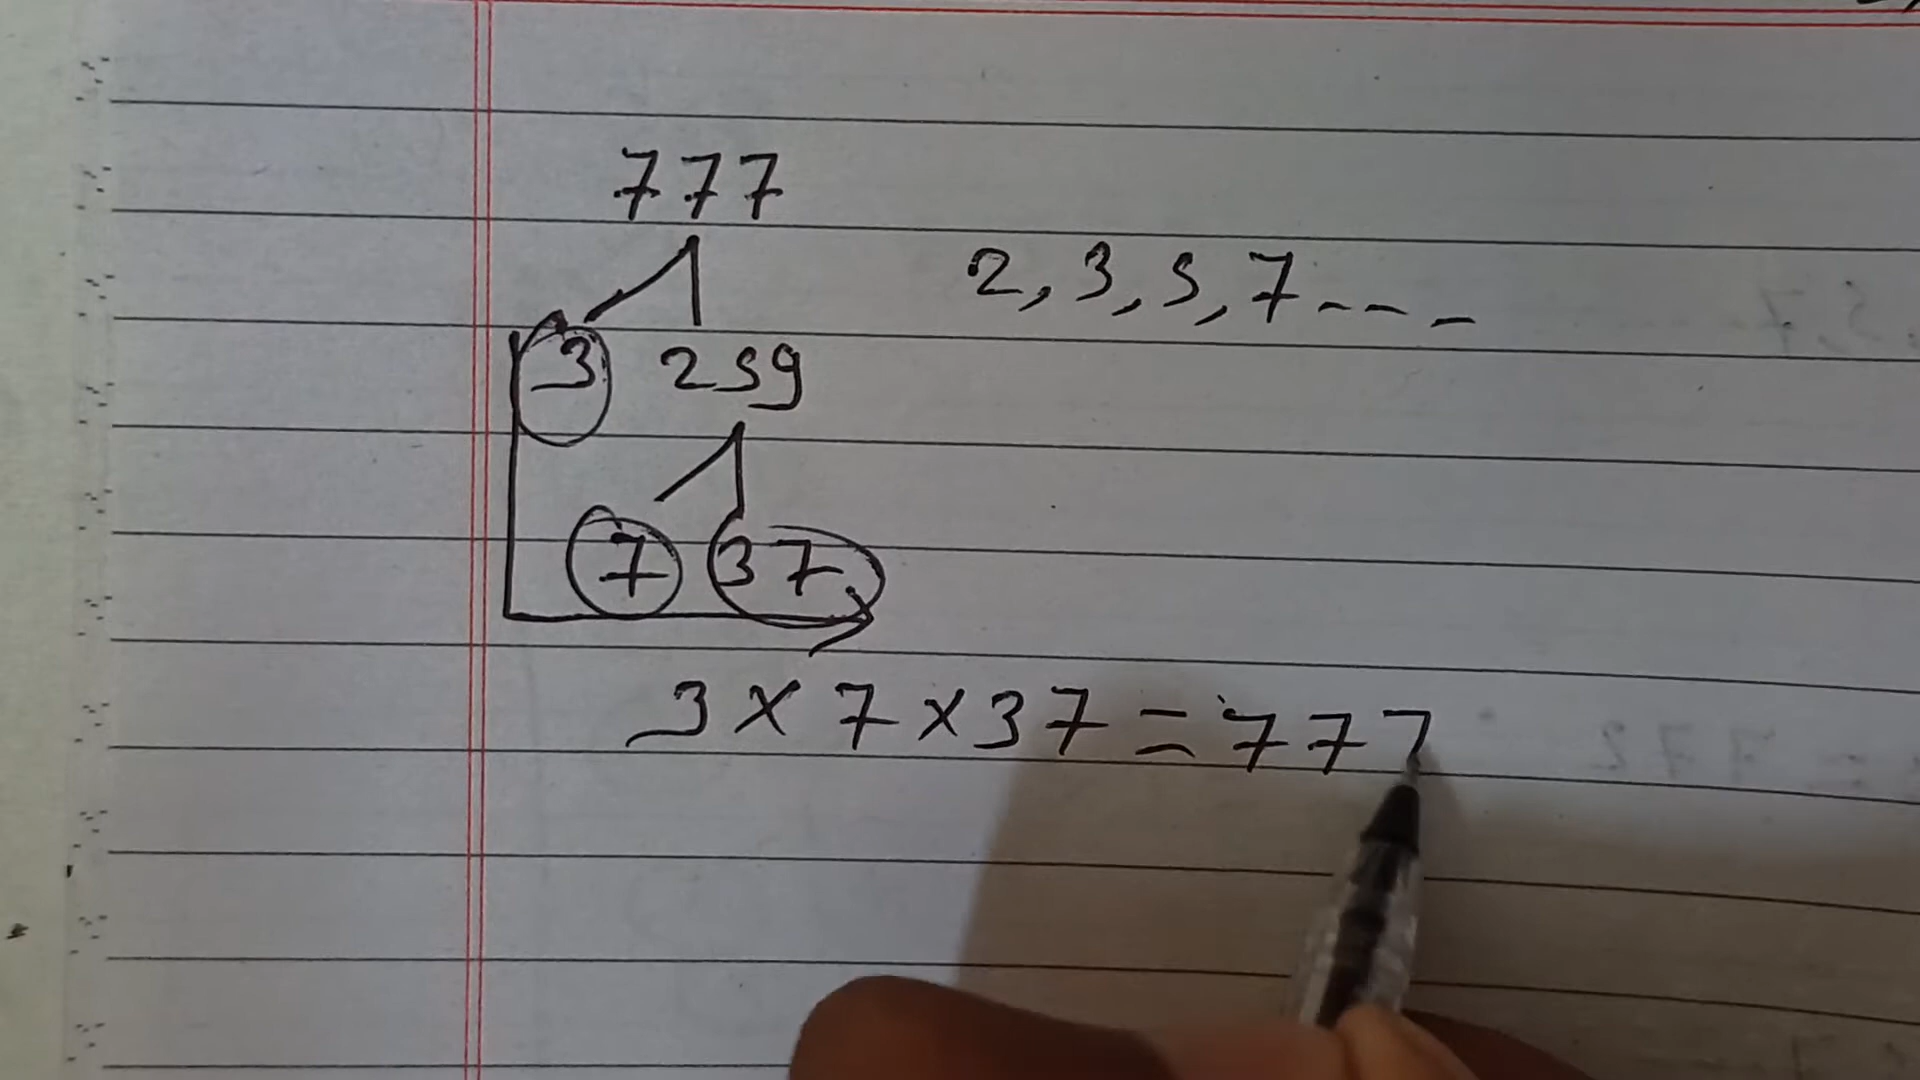 777
2, 3, 5, 7 - - -
3 259
7 37
3 × 7 × 37 = 777